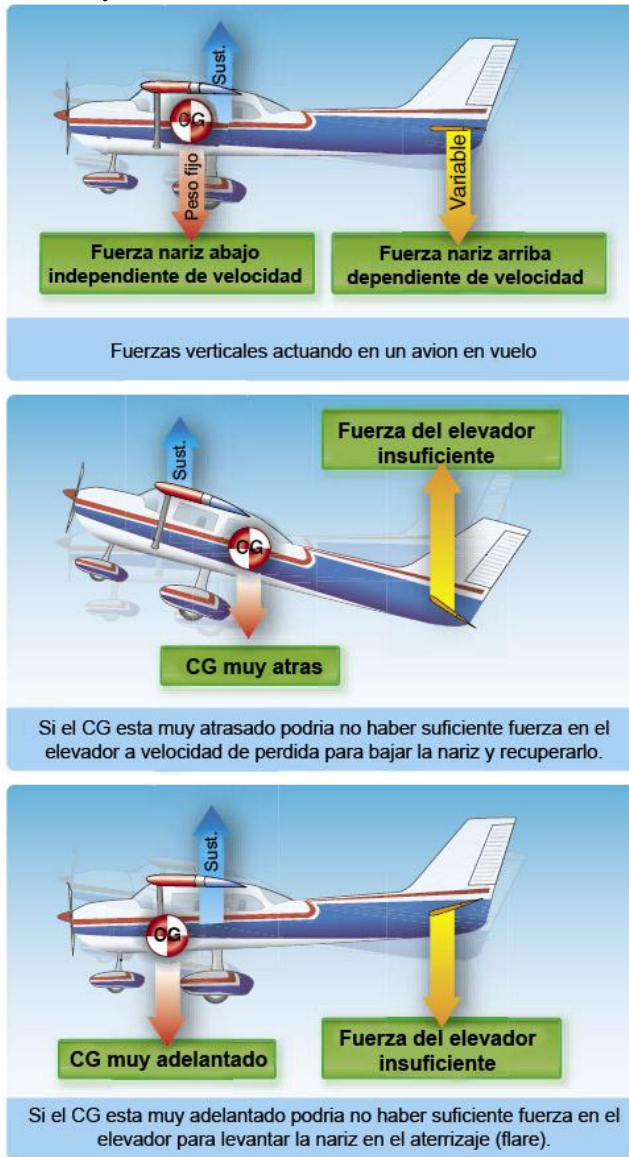 Sust.
CG
Peso fijo
Variable
Fuerza nariz abajo
independiente de velocidad
Fuerza nariz arriba
dependiente de velocidad
Fuerzas verticales actuando en un avion en vuelo
Sust.
Fuerza del elevador
insuficiente
CG
CG muy atras
Si el CG esta muy atrasado podria no haber suficiente fuerza en el
elevador a velocidad de perdida para bajar la nariz y recuperarlo.
Sust.
CG
CG muy adelantado
Fuerza del elevador
insuficiente
Si el CG esta muy adelantado podria no haber suficiente fuerza en el
elevador para levantar la nariz en el aterrizaje (flare).